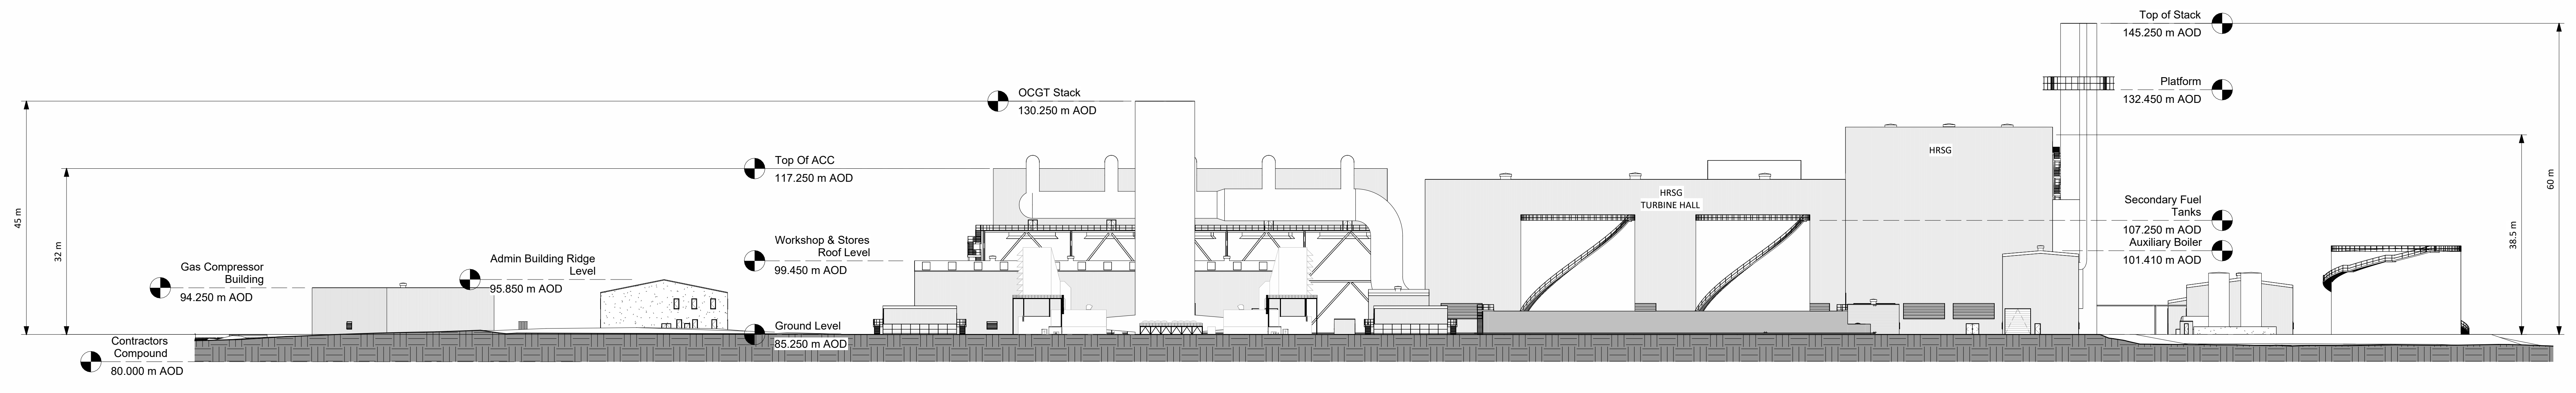 Top of Stack
145.250 m AOD
Platform
132.450 m AOD
OCGT Stack
130.250 m AOD
HRSG
Top Of ACC
117.250 m AOD
HRSG
TURBINE HALL
Secondary Fuel
Tanks
107.250 m AOD
Auxiliary Boiler
101.410 m AOD
Workshop & Stores
Roof Level
99.450 m AOD
Admin Building Ridge
Level
95.850 m AOD
Gas Compressor
Building
94.250 m AOD
Ground Level
85.250 m AOD
Contractors
Compound
80.000 m AOD
45 m
32 m
38.5 m
60 m